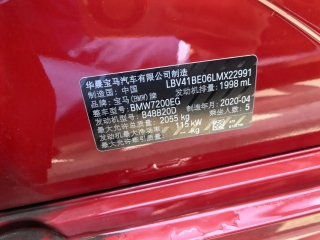 华晨宝马汽车有限公司制造
制造国：中国 LBV41BE06LMX22991
品牌：宝马(BMW)牌 发动机排量：1998 mL
整车型号：BMW7200EG
发动机型号：B48B20D 制造年月：2020-04
最大允许总质量：2055 kg 乘坐人数：5
kW
kg